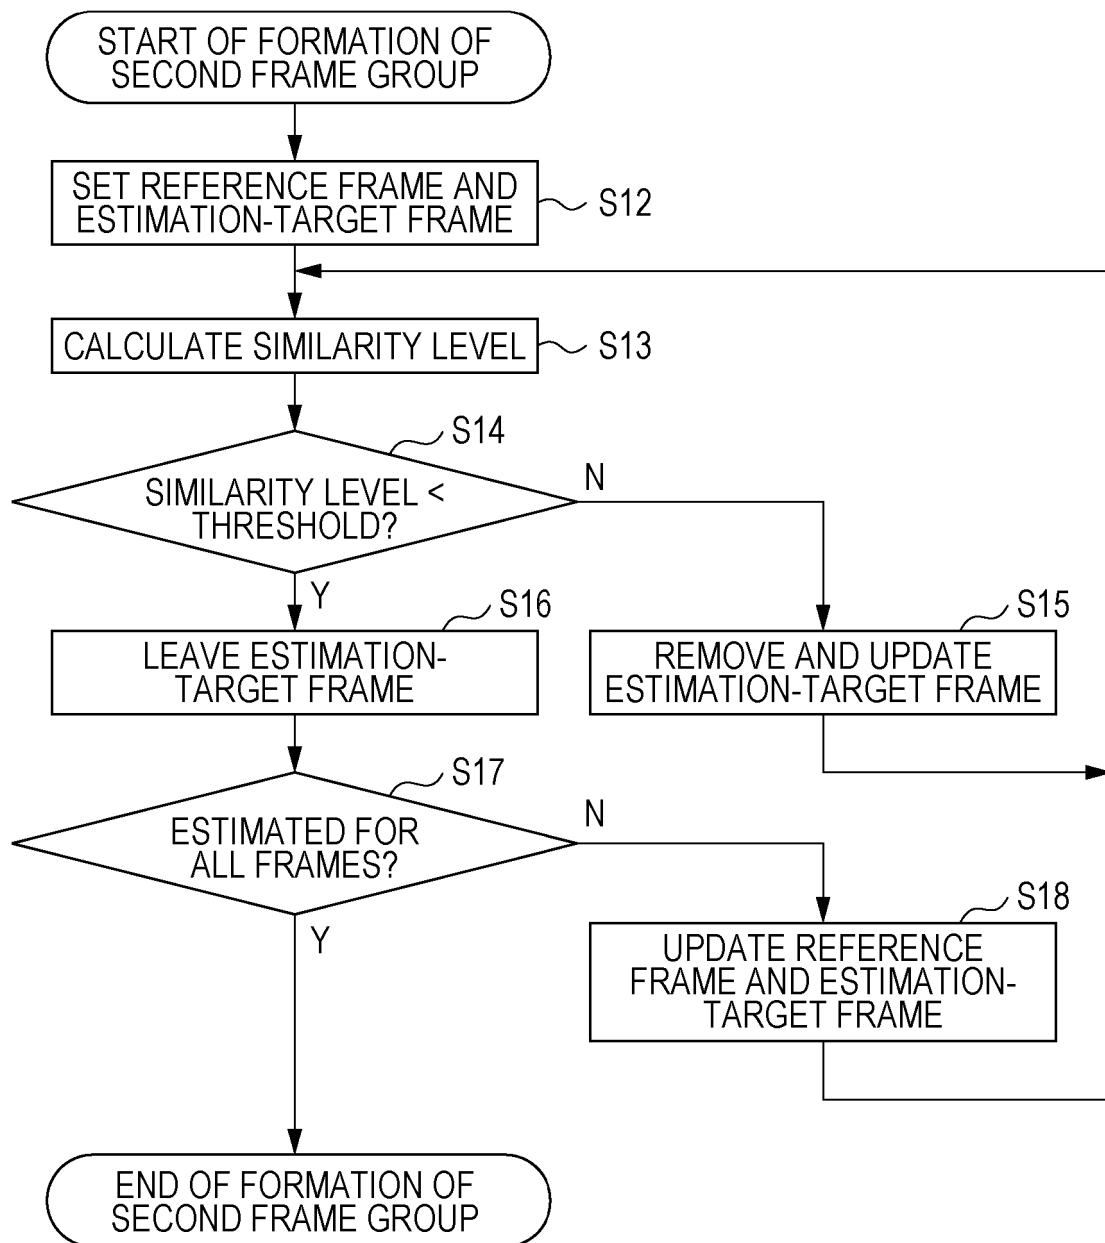 START OF FORMATION OF
SECOND FRAME GROUP
SET REFERENCE FRAME AND
ESTIMATION-TARGET FRAME
S12
CALCULATE SIMILARITY LEVEL
S13
S14
SIMILARITY LEVEL <
THRESHOLD?
N
Y
S16
LEAVE ESTIMATION-
TARGET FRAME
S15
REMOVE AND UPDATE
ESTIMATION-TARGET FRAME
S17
ESTIMATED FOR
ALL FRAMES?
N
Y
S18
UPDATE REFERENCE
FRAME AND ESTIMATION-
TARGET FRAME
END OF FORMATION OF
SECOND FRAME GROUP